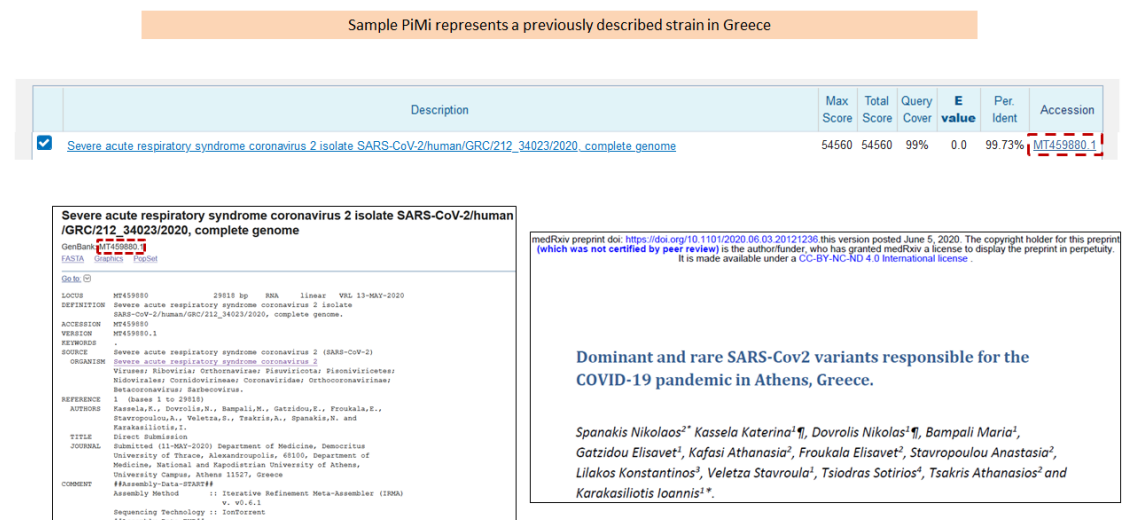 Sample PiMi represents a previously described strain in Greece
Description
Max Score
Total Score
Query Cover
E value
Per. Ident
Accession
Severe acute respiratory syndrome coronavirus 2 isolate SARS-CoV-2/human/GRC/212_34023/2020, complete genome
54560 54560 99% 0.0 99.73% MT459880.1
Severe acute respiratory syndrome coronavirus 2 isolate SARS-CoV-2/human
/GRC/212_34023/2020, complete genome
GenBank: MT459880.1
FASTA Graphics PopSet
Go to:
LOCUS MT459880 29818 bp RNA linear VRL 13-MAY-2020
DEFINITION Severe acute respiratory syndrome coronavirus 2 isolate
SARS-CoV-2/human/GRC/212_34023/2020, complete genome.
ACCESSION MT459880
VERSION MT459880.1
KEYWORDS .
SOURCE Severe acute respiratory syndrome coronavirus 2 (SARS-CoV-2)
ORGANISM Severe acute respiratory syndrome coronavirus 2
Viruses; Riboviria; Orthornavirae; Pisuviricota; Pisoniviricetes;
Nidovirales; Cornidovirineae; Coronaviridae; Orthocoronavirinae;
Betacoronavirus; Sarbecovirus.
REFERENCE 1 (bases 1 to 29818)
AUTHORS Kassela,K., Dovrolis,N., Bampali,M., Gatzidou,E., Froukala,E.,
Stavropoulou,A., Veletza,S., Tsakris,A., Spanakis,N. and
Karakasiliotis,I.
TITLE Direct Submission
JOURNAL Submitted (11-MAY-2020) Department of Medicine, Democritus
University of Thrace, Alexandroupolis, 68100, Department of
Medicine, National and Kapodistrian University of Athens,
University Campus, Athens 11527, Greece
COMMENT ##Assembly-Data-START##
Assembly Method :: Iterative Refinement Meta-Assembler (IRMA)
v. v0.6.1
Sequencing Technology :: IonTorrent
medRxiv preprint doi: https://doi.org/10.1101/2020.06.03.20121236.this version posted June 5, 2020. The copyright holder for this preprint
(which was not certified by peer review) is the author/funder, who has granted medRxiv a license to display the preprint in perpetuity.
It is made available under a CC-BY-NC-ND 4.0 International license .
Dominant and rare SARS-Cov2 variants responsible for the
COVID-19 pandemic in Athens, Greece.
Spanakis Nikolaos²* Kassela Katerina¹¶, Dovrolis Nikolas¹¶, Bampali Maria¹,
Gatzidou Elisavet¹, Kafasi Athanasia², Froukala Elisavet², Stavropoulou Anastasia²,
Lilakos Konstantinos³, Veletza Stavroula¹, Tsiodras Sotirios⁴, Tsakris Athanasios² and
Karakasiliotis Ioannis¹*.